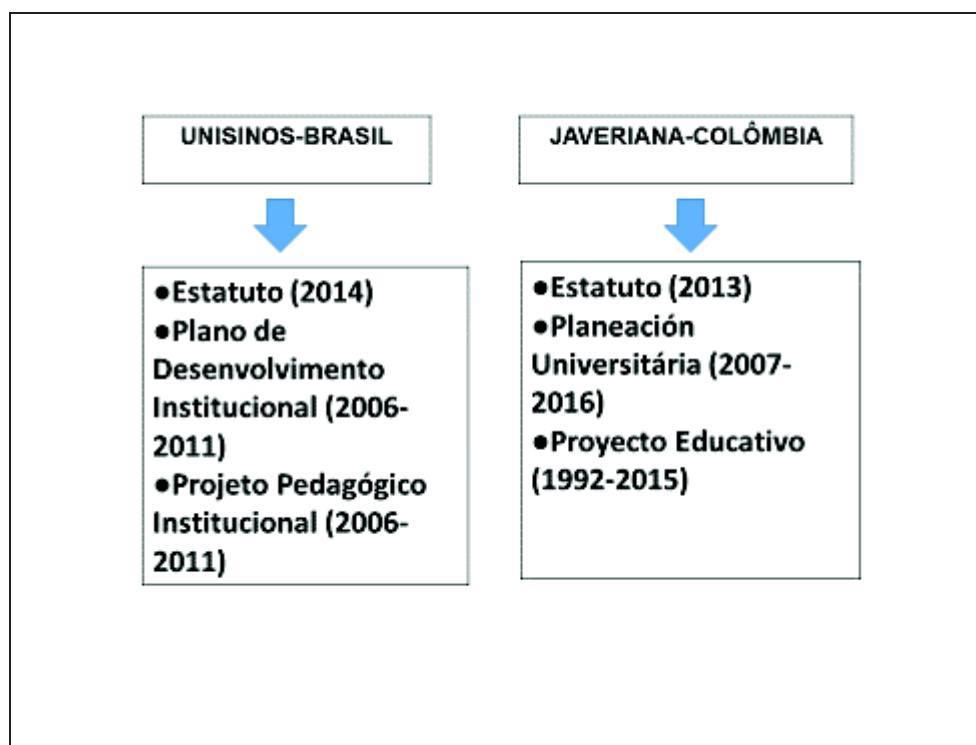 UNISINOS-BRASIL
●Estatuto (2014)
●Plano de
Desenvolvimento
Institucional (2006-
2011)
●Projeto Pedagógico
Institucional (2006-
2011)
JAVERIANA-COLÔMBIA
●Estatuto (2013)
●Planeación
Universitária (2007-
2016)
●Proyecto Educativo
(1992-2015)